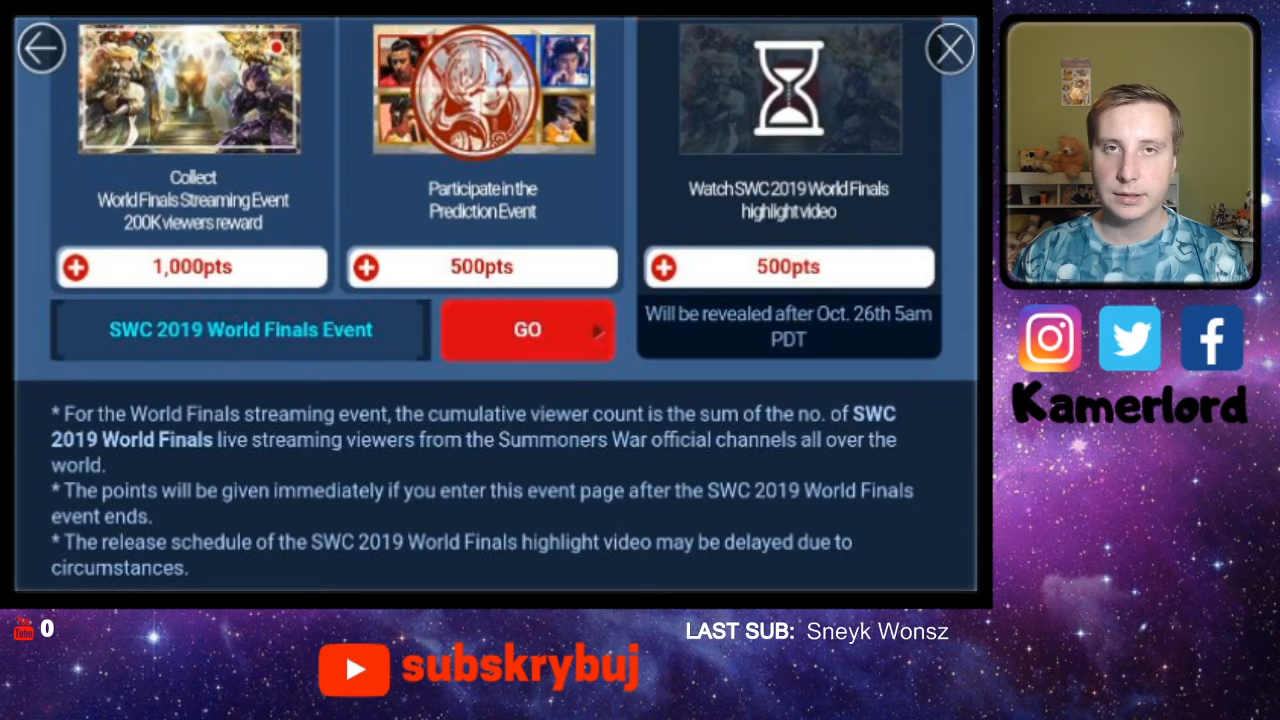 Collect
World Finals Streaming Event
200K viewers reward
Participate in the
Prediction Event
Watch SWC 2019 World Finals
highlight video
1,000pts
500pts
500pts
SWC 2019 World Finals Event
GO
Will be revealed after Oct. 26th 5am
PDT
* For the World Finals streaming event, the cumulative viewer count is the sum of the no. of SWC
2019 World Finals live streaming viewers from the Summoners War official channels all over the
world.
* The points will be given immediately if you enter this event page after the SWC 2019 World Finals
event ends.
* The release schedule of the SWC 2019 World Finals highlight video may be delayed due to
circumstances.
Kamerlord
You Tube 0
LAST SUB: Sneyk Wonsz
subskrybuj